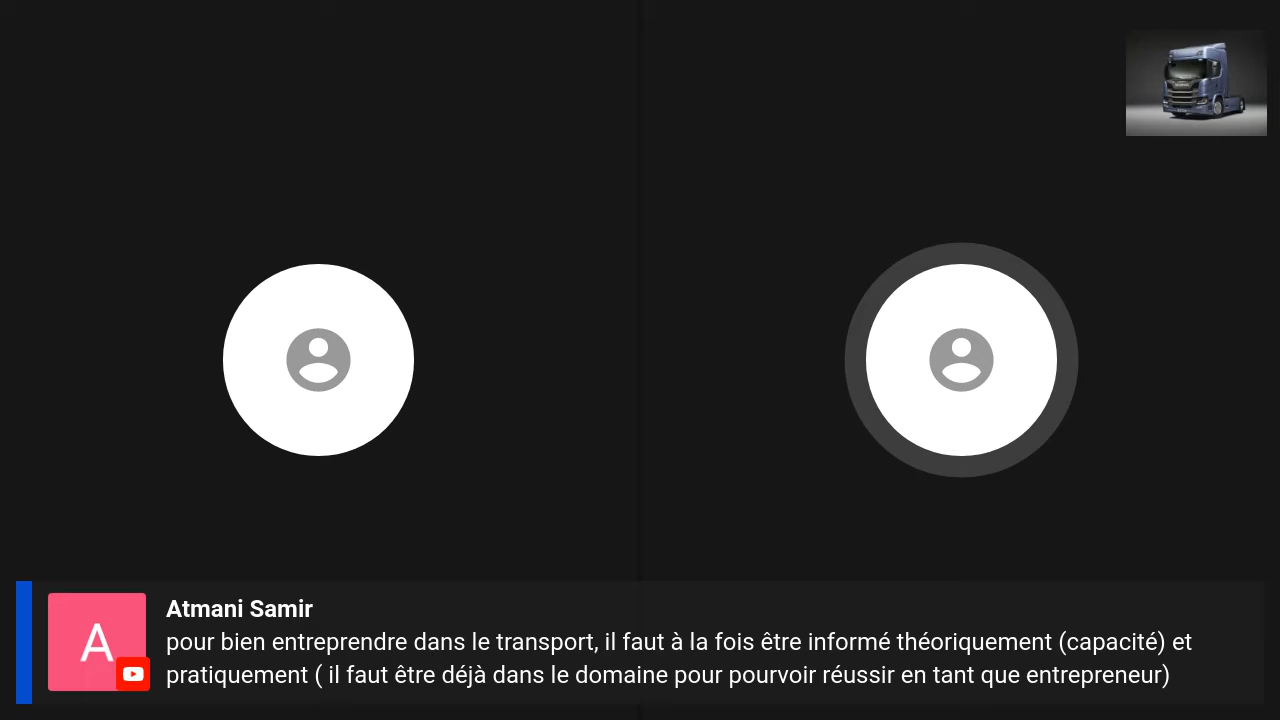 Atmani Samir
A
pour bien entreprendre dans le transport, il faut à la fois être informé théoriquement (capacité) et
pratiquement ( il faut être déjà dans le domaine pour pourvoir réussir en tant que entrepreneur)